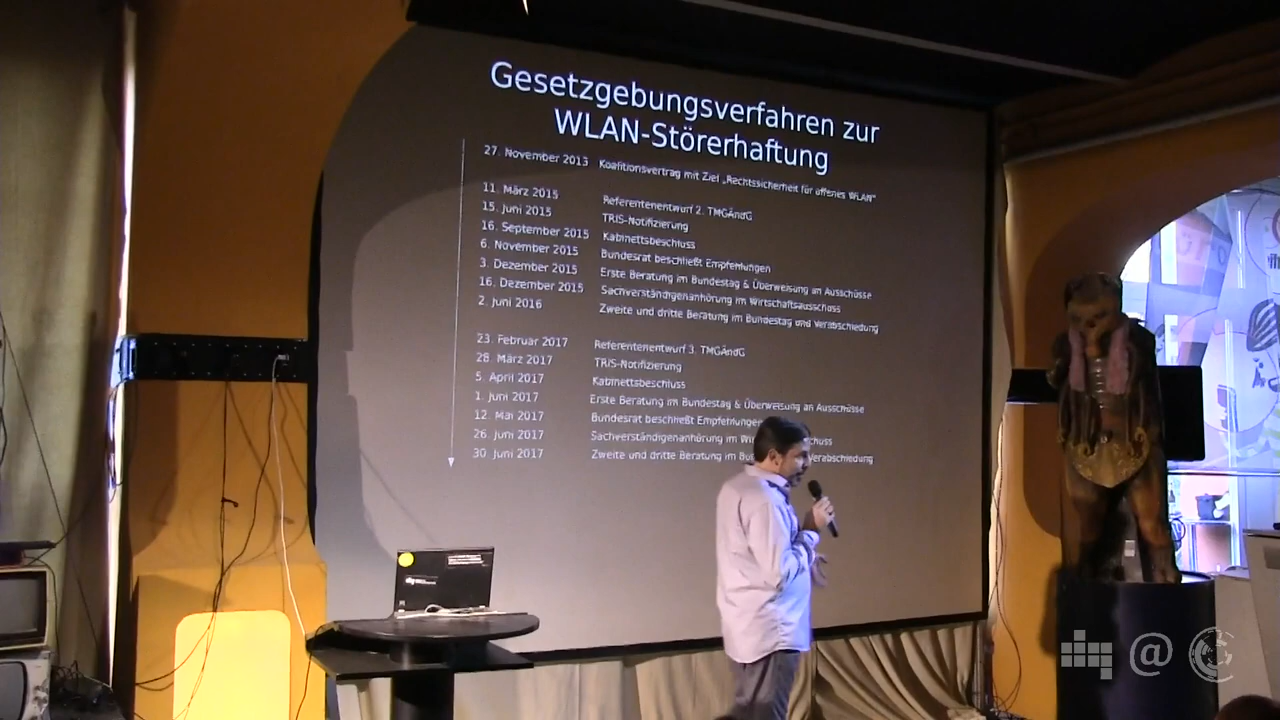 Gesetzgebungsverfahren zur
WLAN-Störerhaftung
27. November 2013 Koalitionsvertrag mit Ziel „Rechtssicherheit für offenes WLAN“
11. März 2015 Referentenentwurf 2. TMGÄndG
15. Juni 2015 TRIS-Notifizierung
16. September 2015 Kabinettsbeschluss
6. November 2015 Bundesrat beschließt Empfehlungen
3. Dezember 2015 Erste Beratung im Bundestag & Überweisung an Ausschüsse
16. Dezember 2015 Sachverständigenanhörung im Wirtschaftsausschuss
2. Juni 2016 Zweite und dritte Beratung im Bundestag und Verabschiedung
23. Februar 2017 Referentenentwurf 3. TMGÄndG
28. März 2017 TRIS-Notifizierung
5. April 2017 Kabinettsbeschluss
1. Juni 2017 Erste Beratung im Bundestag & Überweisung an Ausschüsse
12. Mai 2017 Bundesrat beschließt Empfehlungen
26. Juni 2017 Sachverständigenanhörung im
30. Juni 2017 Zweite und dritte Beratung im Verabschiedung
@